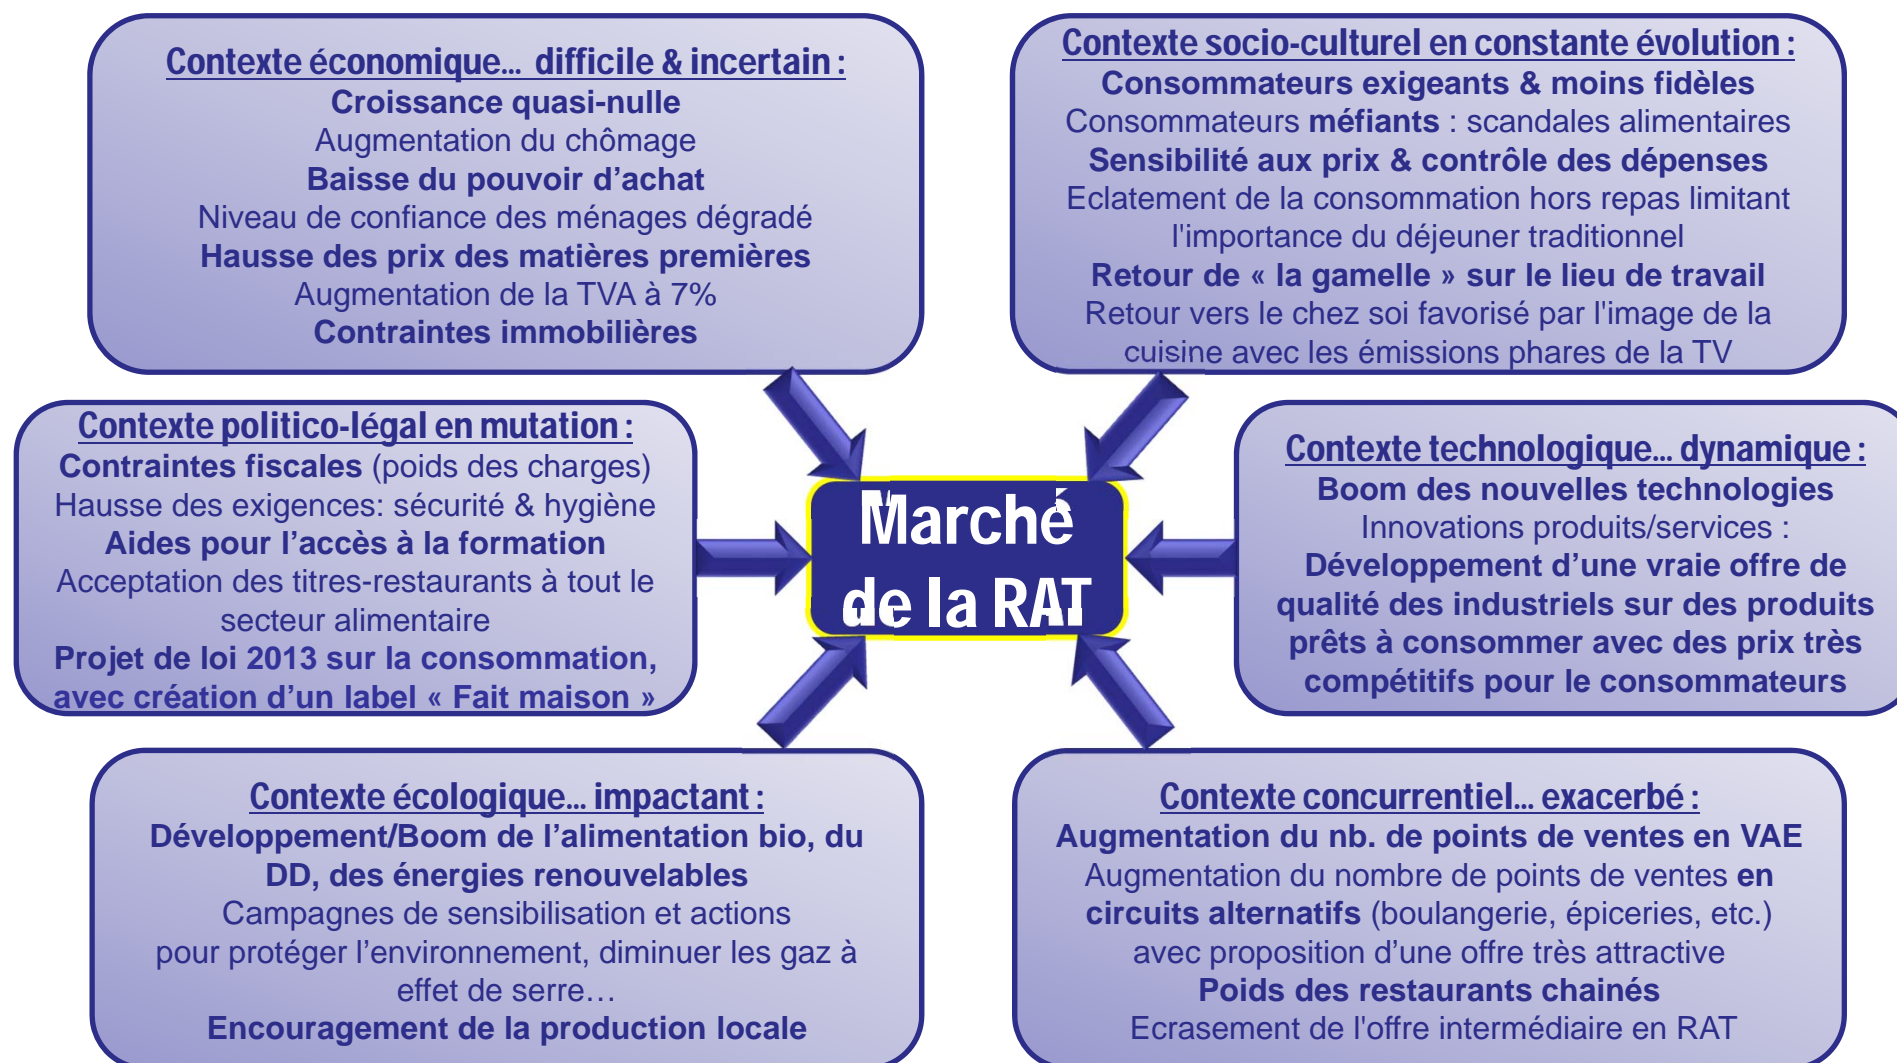 Contexte économique... difficile & incertain :
Croissance quasi-nulle
Augmentation du chômage
Baisse du pouvoir d’achat
Niveau de confiance des ménages dégradé
Hausse des prix des matières premières
Augmentation de la TVA à 7%
Contraintes immobilières
Contexte socio-culturel en constante évolution :
Consommateurs exigeants & moins fidèles
Consommateurs méfiants : scandales alimentaires
Sensibilité aux prix & contrôle des dépenses
Eclatement de la consommation hors repas limitant
l'importance du déjeuner traditionnel
Retour de « la gamelle » sur le lieu de travail
Retour vers le chez soi favorisé par l'image de la
cuisine avec les émissions phares de la TV
Contexte politico-légal en mutation :
Contraintes fiscales (poids des charges)
Hausse des exigences: sécurité & hygiène
Aides pour l’accès à la formation
Acceptation des titres-restaurants à tout le
secteur alimentaire
Projet de loi 2013 sur la consommation,
avec création d’un label « Fait maison »
Marché
de la RAT
Contexte technologique... dynamique :
Boom des nouvelles technologies
Innovations produits/services :
Développement d’une vraie offre de
qualité des industriels sur des produits
prêts à consommer avec des prix très
compétitifs pour le consommateurs
Contexte écologique... impactant :
Développement/Boom de l’alimentation bio, du
DD, des énergies renouvelables
Campagnes de sensibilisation et actions
pour protéger l’environnement, diminuer les gaz à
effet de serre…
Encouragement de la production locale
Contexte concurrentiel... exacerbé :
Augmentation du nb. de points de ventes en VAE
Augmentation du nombre de points de ventes en
circuits alternatifs (boulangerie, épiceries, etc.)
avec proposition d’une offre très attractive
Poids des restaurants chainés
Ecrasement de l'offre intermédiaire en RAT